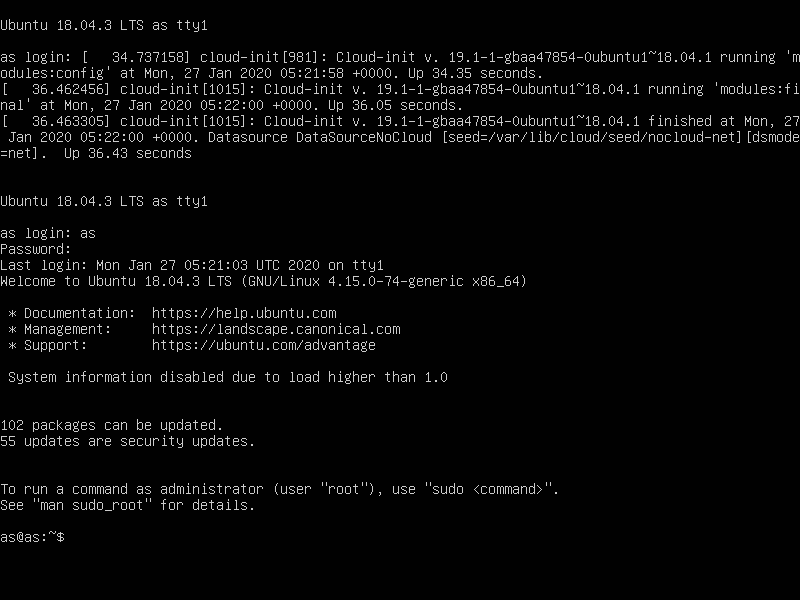 Ubuntu 18.04.3 LTS as tty1
as login: [   34.737158] cloud-init[981]: Cloud-init v. 19.1-1-gbaa47854-0ubuntu1~18.04.1 running 'm
odules:config' at Mon, 27 Jan 2020 05:21:58 +0000. Up 34.35 seconds.
[   36.462456] cloud-init[1015]: Cloud-init v. 19.1-1-gbaa47854-0ubuntu1~18.04.1 running 'modules:fi
nal' at Mon, 27 Jan 2020 05:22:00 +0000. Up 36.05 seconds.
[   36.463305] cloud-init[1015]: Cloud-init v. 19.1-1-gbaa47854-0ubuntu1~18.04.1 finished at Mon, 27
 Jan 2020 05:22:00 +0000. Datasource DataSourceNoCloud [seed=/var/lib/cloud/seed/nocloud-net][dsmode
=net].  Up 36.43 seconds
Ubuntu 18.04.3 LTS as tty1
as login: as
Password:
Last login: Mon Jan 27 05:21:03 UTC 2020 on tty1
Welcome to Ubuntu 18.04.3 LTS (GNU/Linux 4.15.0-74-generic x86_64)
 * Documentation:  https://help.ubuntu.com
 * Management:     https://landscape.canonical.com
 * Support:        https://ubuntu.com/advantage
 System information disabled due to load higher than 1.0
102 packages can be updated.
55 updates are security updates.
To run a command as administrator (user "root"), use "sudo <command>".
See "man sudo_root" for details.
as@as:~$